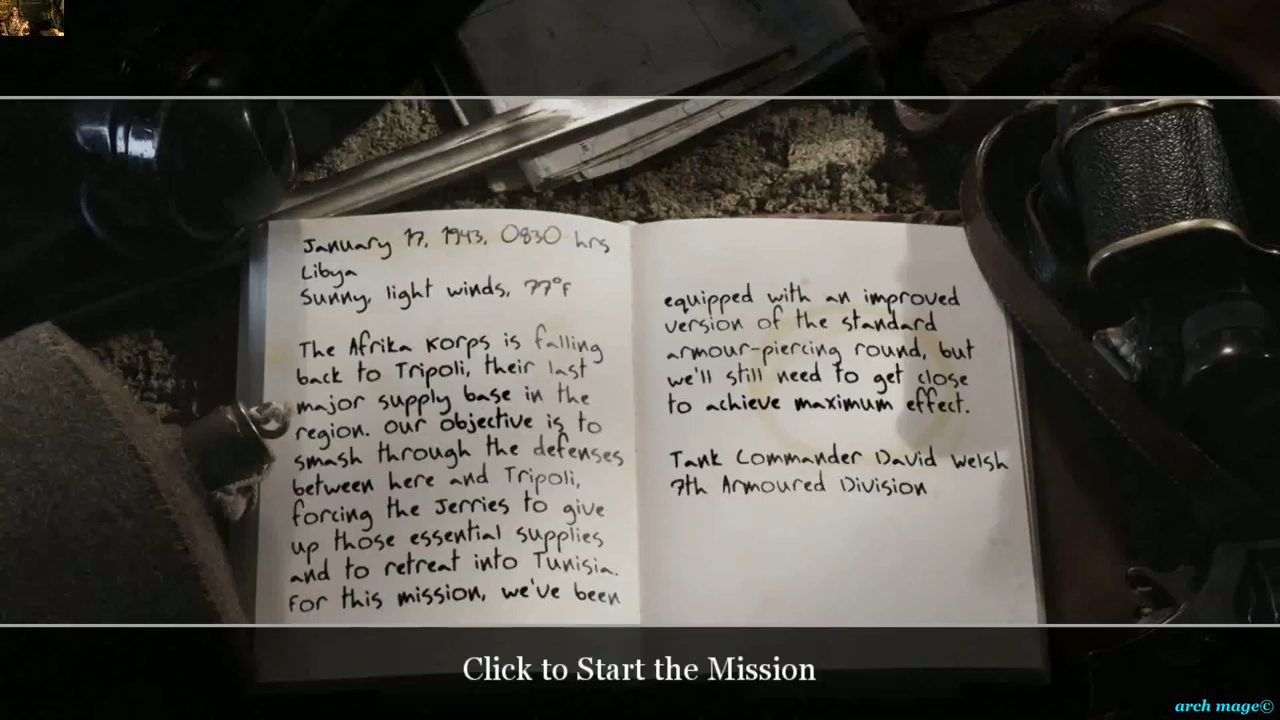 January 17, 1943, 0830 hrs
Libya
Sunny, light winds, 77°F
The Afrika Korps is falling
back to Tripoli, their last
major supply base in the
region. Our objective is to
smash through the defenses
between here and Tripoli,
forcing the Jerries to give
up those essential supplies
and to retreat into Tunisia.
For this mission, we've been
equipped with an improved
version of the standard
armour-piercing round, but
we'll still need to get close
to achieve maximum effect.
Tank Commander David Welsh
7th Armoured Division
Click to Start the Mission
arch mage©